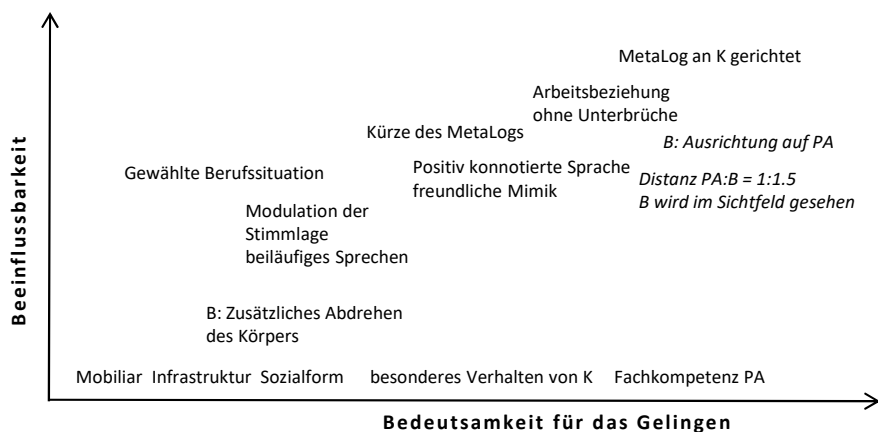 MetaLog an K gerichtet
Arbeitsbeziehung
ohne Unterbrüche
Kürze des MetaLogs
B: Ausrichtung auf PA
Gewählte Berufssituation
Positiv konnotierte Sprache
freundliche Mimik
Distanz PA:B = 1:1.5
B wird im Sichtfeld gesehen
Modulation der
Stimmlage
beiläufiges Sprechen
B: Zusätzliches Abdrehen
des Körpers
Mobiliar Infrastruktur Sozialform besonderes Verhalten von K Fachkompetenz PA
Beeinflussbarkeit
Bedeutsamkeit für das Gelingen